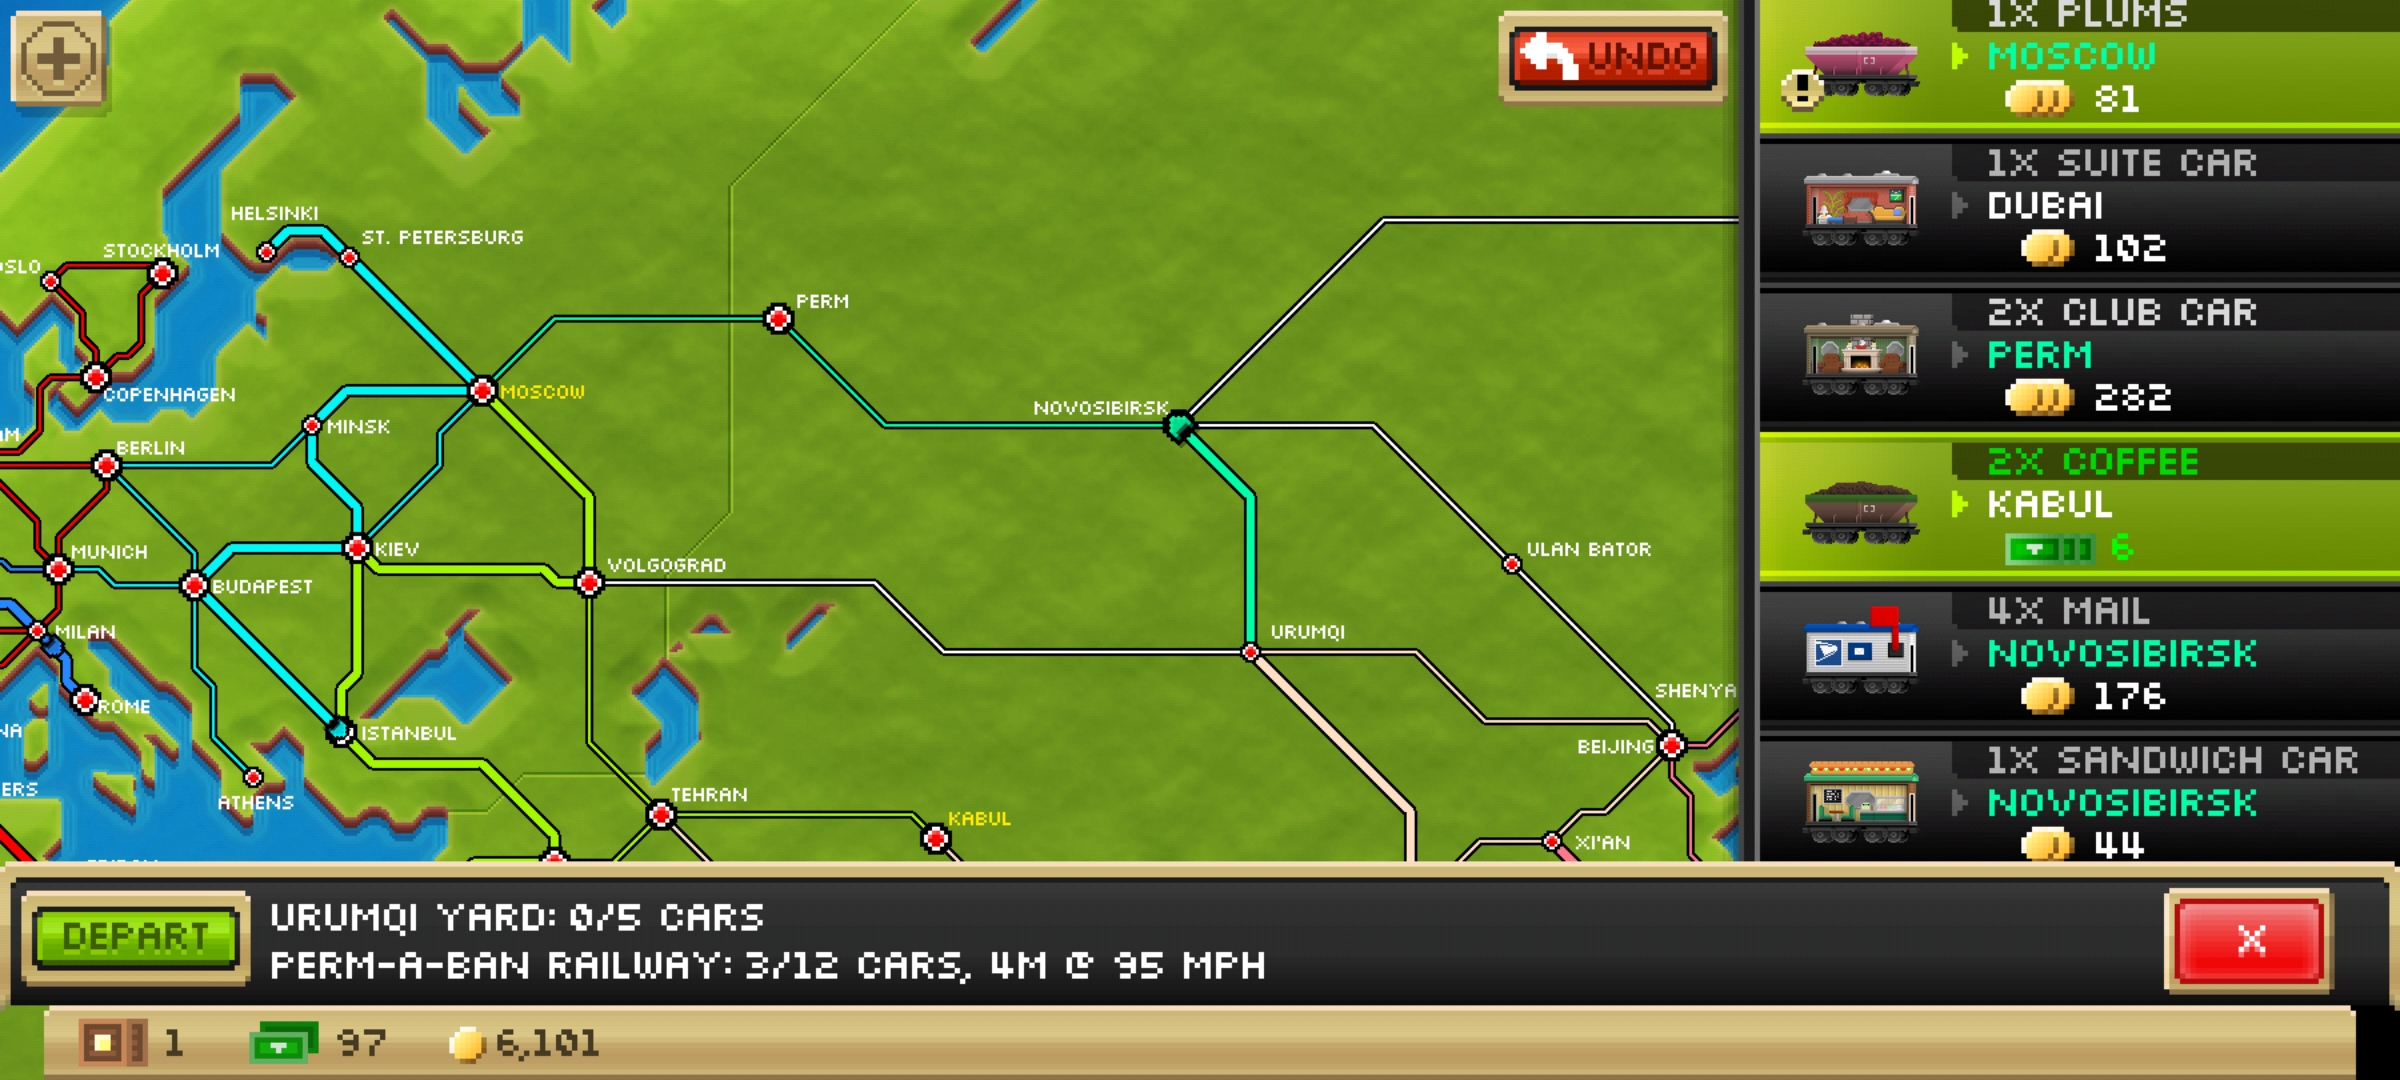 UNDO
HELSINKI
ST. PETERSBURG
STOCKHOLM
OSLO
PERM
COPENHAGEN
MOSCOW
NOVOSIBIRSK
MINSK
BERLIN
MUNICH
KIEV
ULAN BATOR
BUDAPEST
VOLGOGRAD
MILAN
URUMQI
ROME
ISTANBUL
SHENYA
BEIJING
ATHENS
TEHRAN
KABUL
XI'AN
1X PLUMS
MOSCOW
81
1X SUITE CAR
DUBAI
102
2X CLUB CAR
PERM
282
2X COFFEE
KABUL
6
4X MAIL
NOVOSIBIRSK
176
1X SANDWICH CAR
NOVOSIBIRSK
44
DEPART
URUMQI YARD: 0/5 CARS
PERM-A-BAN RAILWAY: 3/12 CARS, 4M @ 95 MPH
X
1
97
6,101